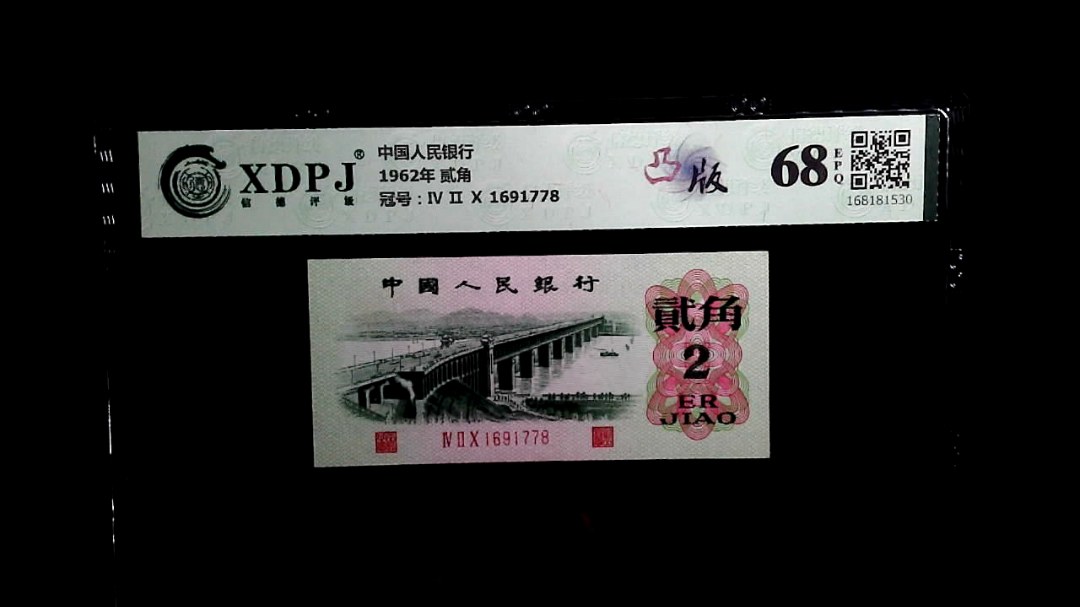 XDPJ®
信德评级
中国人民银行
1962年 贰角
冠号：Ⅳ Ⅱ X 1691778
凸版
68
EPQ
168181530
中國人民銀行
貳角
2
ER
JIAO
ⅣⅡX1691778